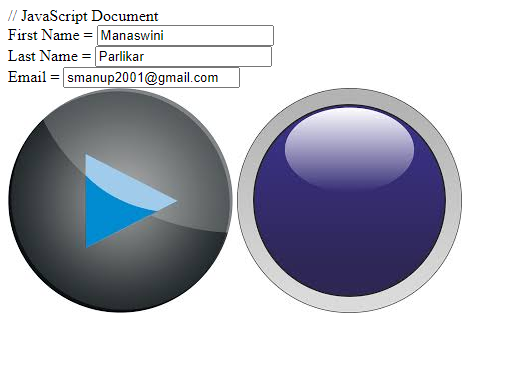 // JavaScript Document
First Name = Manaswini
Last Name = Parlikar
Email = smanup2001@gmail.com